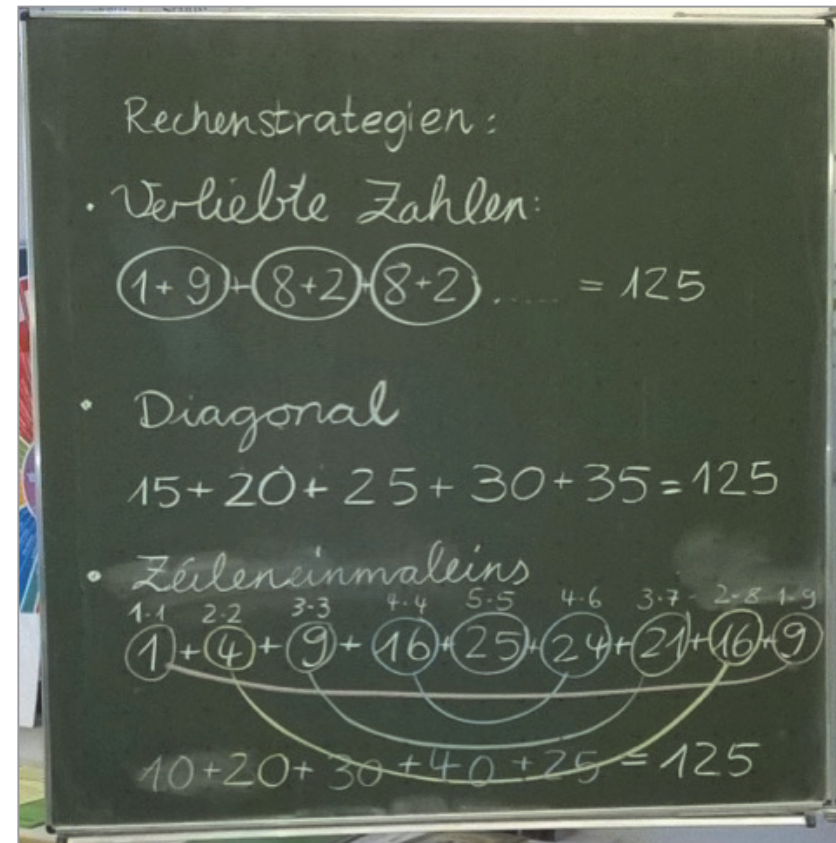 Rechenstrategien:
• Verliebte Zahlen:
1+9+8+2+8+2..... = 125
• Diagonal
15+20+25+30+35=125
• Zeileneinmaleins
1·1 2·2 3·3 4·4 5·5 4·6 3·7 2·8 1·9
1+4+9+16+25+24+21+16+9
10+20+30+40+25=125